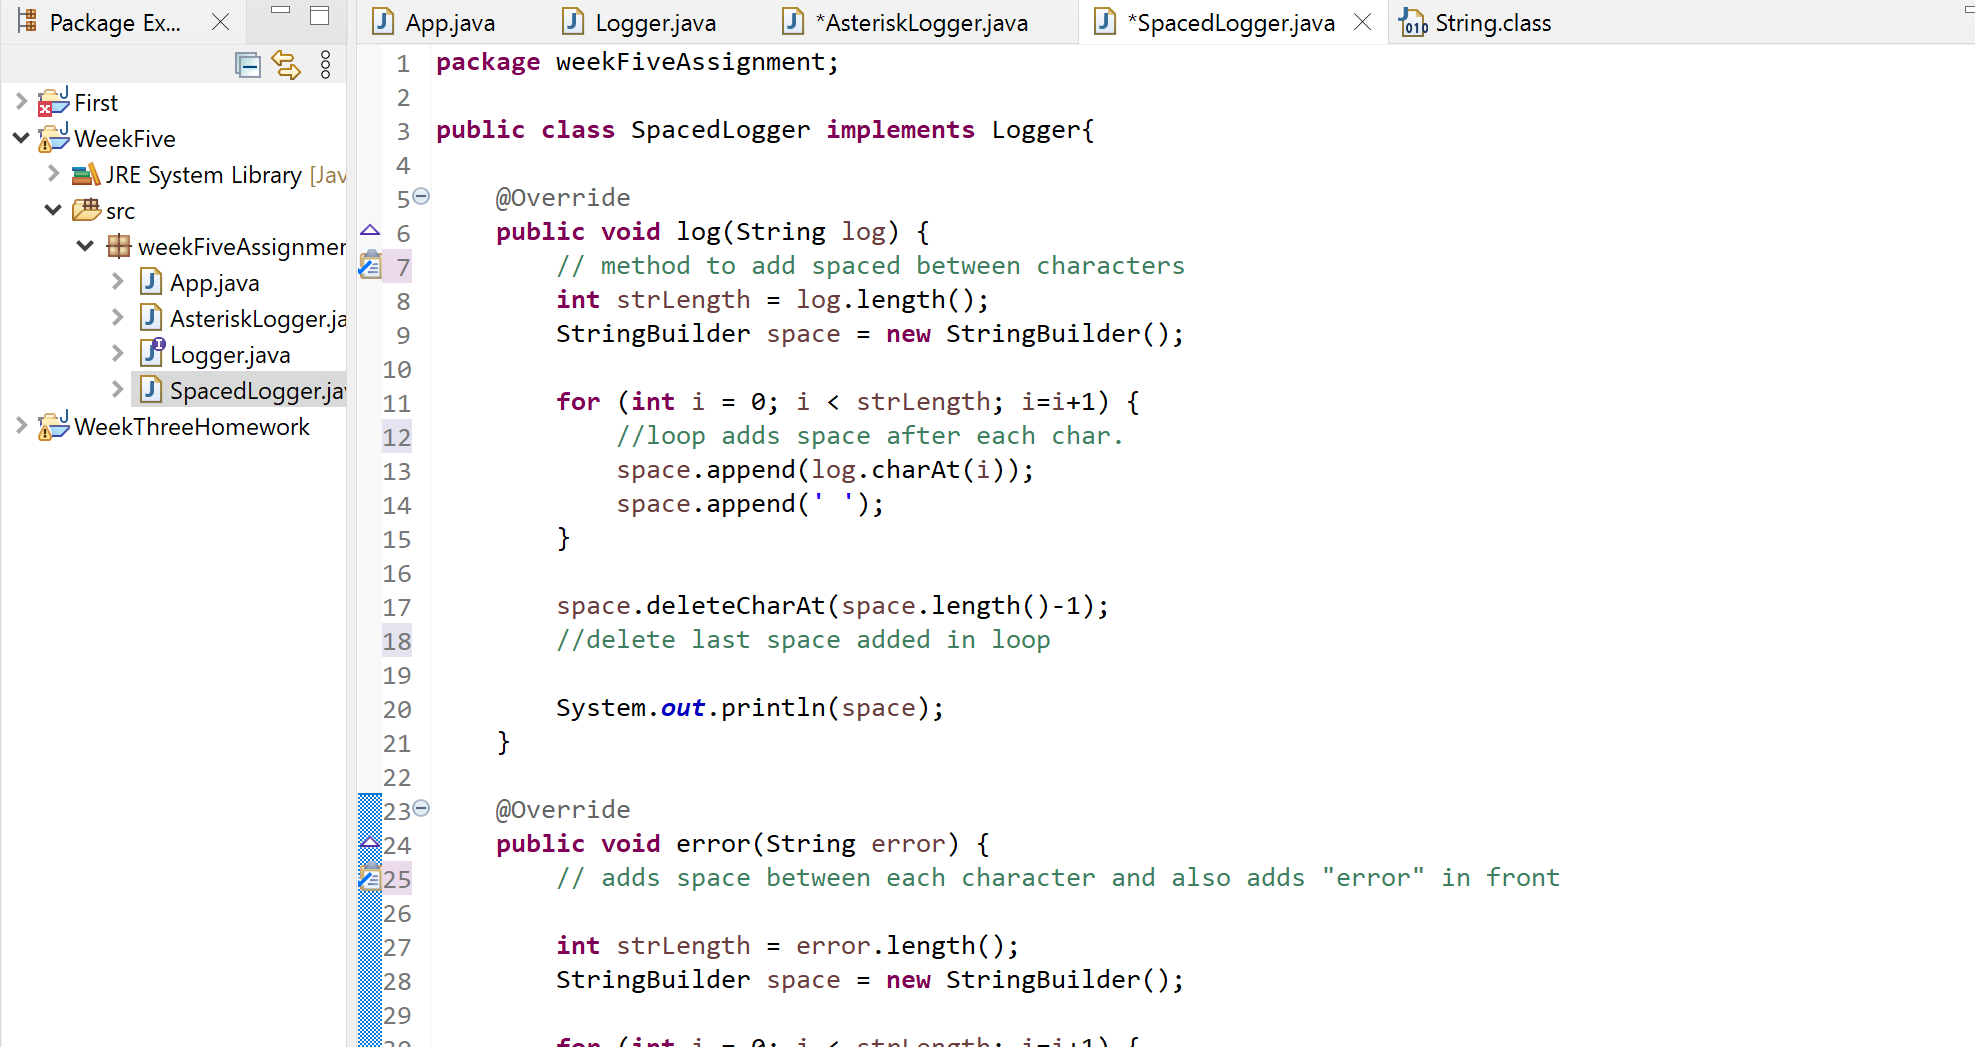 Package Ex...
App.java
Logger.java
*AsteriskLogger.java
*SpacedLogger.java
String.class
First
WeekFive
JRE System Library [Jav
src
weekFiveAssignmer
App.java
AsteriskLogger.ja
Logger.java
SpacedLogger.ja
WeekThreeHomework
1 package weekFiveAssignment;
2
3 public class SpacedLogger implements Logger{
4
5 @Override
6 public void log(String log) {
7 // method to add spaced between characters
8 int strLength = log.length();
9 StringBuilder space = new StringBuilder();
10
11 for (int i = 0; i < strLength; i=i+1) {
12 //loop adds space after each char.
13 space.append(log.charAt(i));
14 space.append(' ');
15 }
16
17 space.deleteCharAt(space.length()-1);
18 //delete last space added in loop
19
20 System.out.println(space);
21 }
22
23 @Override
24 public void error(String error) {
25 // adds space between each character and also adds "error" in front
26
27 int strLength = error.length();
28 StringBuilder space = new StringBuilder();
29
30 for (int i = 0; i < strLength; i=i+1) {